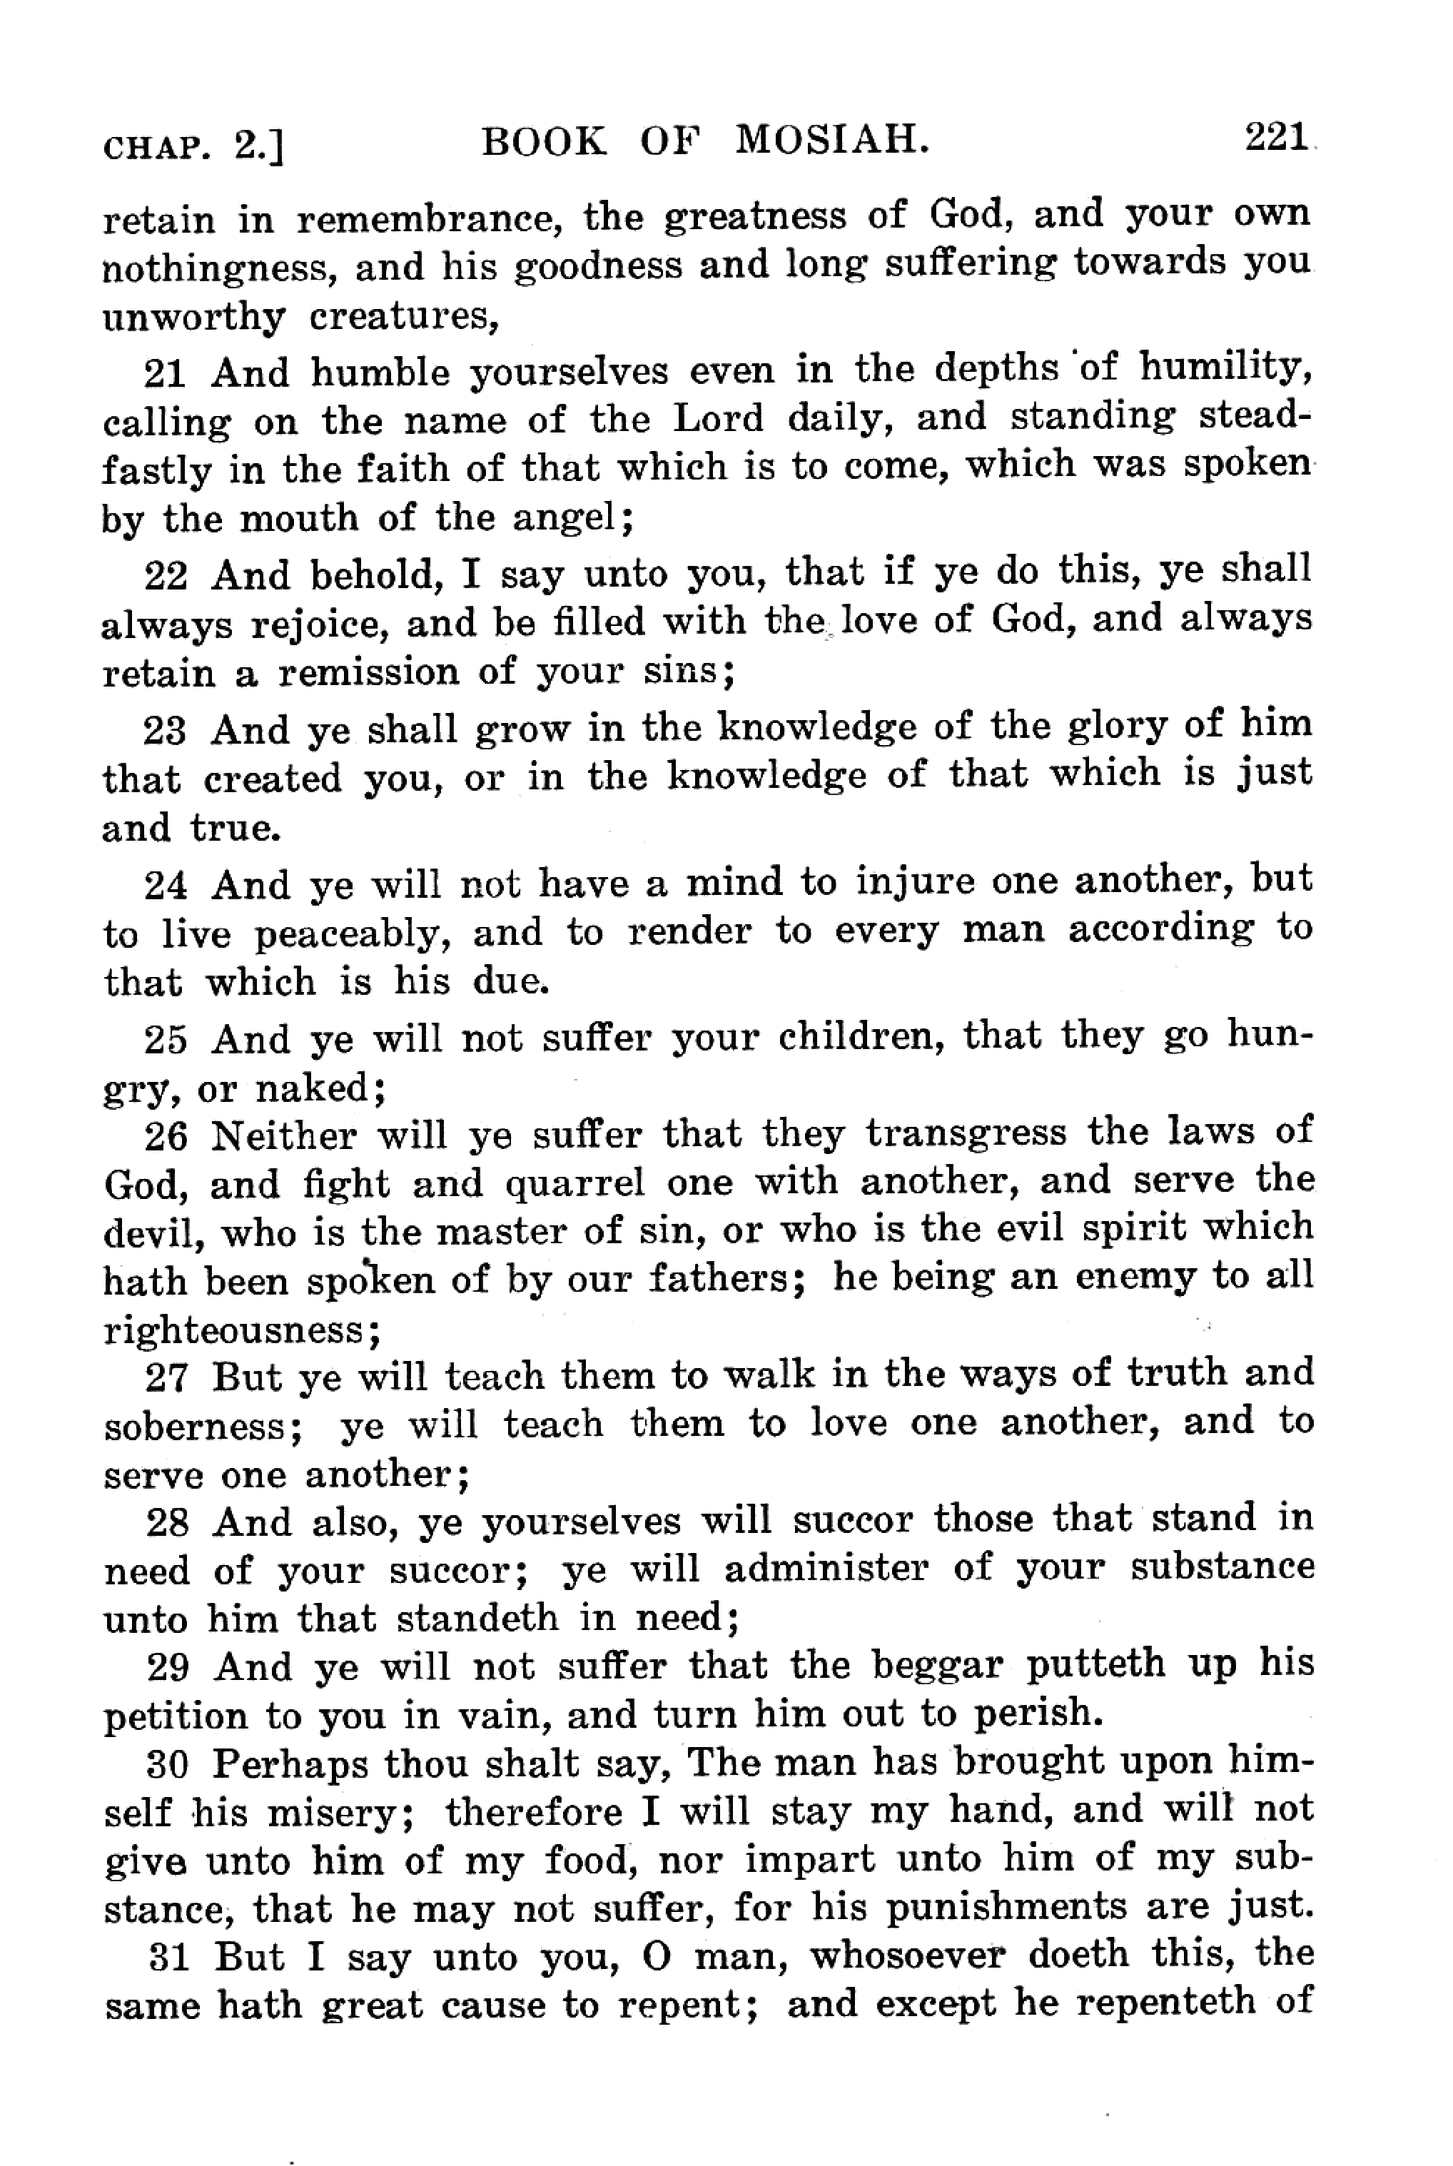 CHAP. 2.] BOOK OF MOSIAH. 221
retain in remembrance, the greatness of God, and your own
nothingness, and his goodness and long suffering towards you
unworthy creatures,
21 And humble yourselves even in the depths of humility,
calling on the name of the Lord daily, and standing stead-
fastly in the faith of that which is to come, which was spoken
by the mouth of the angel;
22 And behold, I say unto you, that if ye do this, ye shall
always rejoice, and be filled with the love of God, and always
retain a remission of your sins;
23 And ye shall grow in the knowledge of the glory of him
that created you, or in the knowledge of that which is just
and true.
24 And ye will not have a mind to injure one another, but
to live peaceably, and to render to every man according to
that which is his due.
25 And ye will not suffer your children, that they go hun-
gry, or naked;
26 Neither will ye suffer that they transgress the laws of
God, and fight and quarrel one with another, and serve the
devil, who is the master of sin, or who is the evil spirit which
hath been spoken of by our fathers; he being an enemy to all
righteousness;
27 But ye will teach them to walk in the ways of truth and
soberness; ye will teach them to love one another, and to
serve one another;
28 And also, ye yourselves will succor those that stand in
need of your succor; ye will administer of your substance
unto him that standeth in need;
29 And ye will not suffer that the beggar putteth up his
petition to you in vain, and turn him out to perish.
30 Perhaps thou shalt say, The man has brought upon him-
self his misery; therefore I will stay my hand, and will not
give unto him of my food, nor impart unto him of my sub-
stance, that he may not suffer, for his punishments are just.
31 But I say unto you, O man, whosoever doeth this, the
same hath great cause to repent; and except he repenteth of